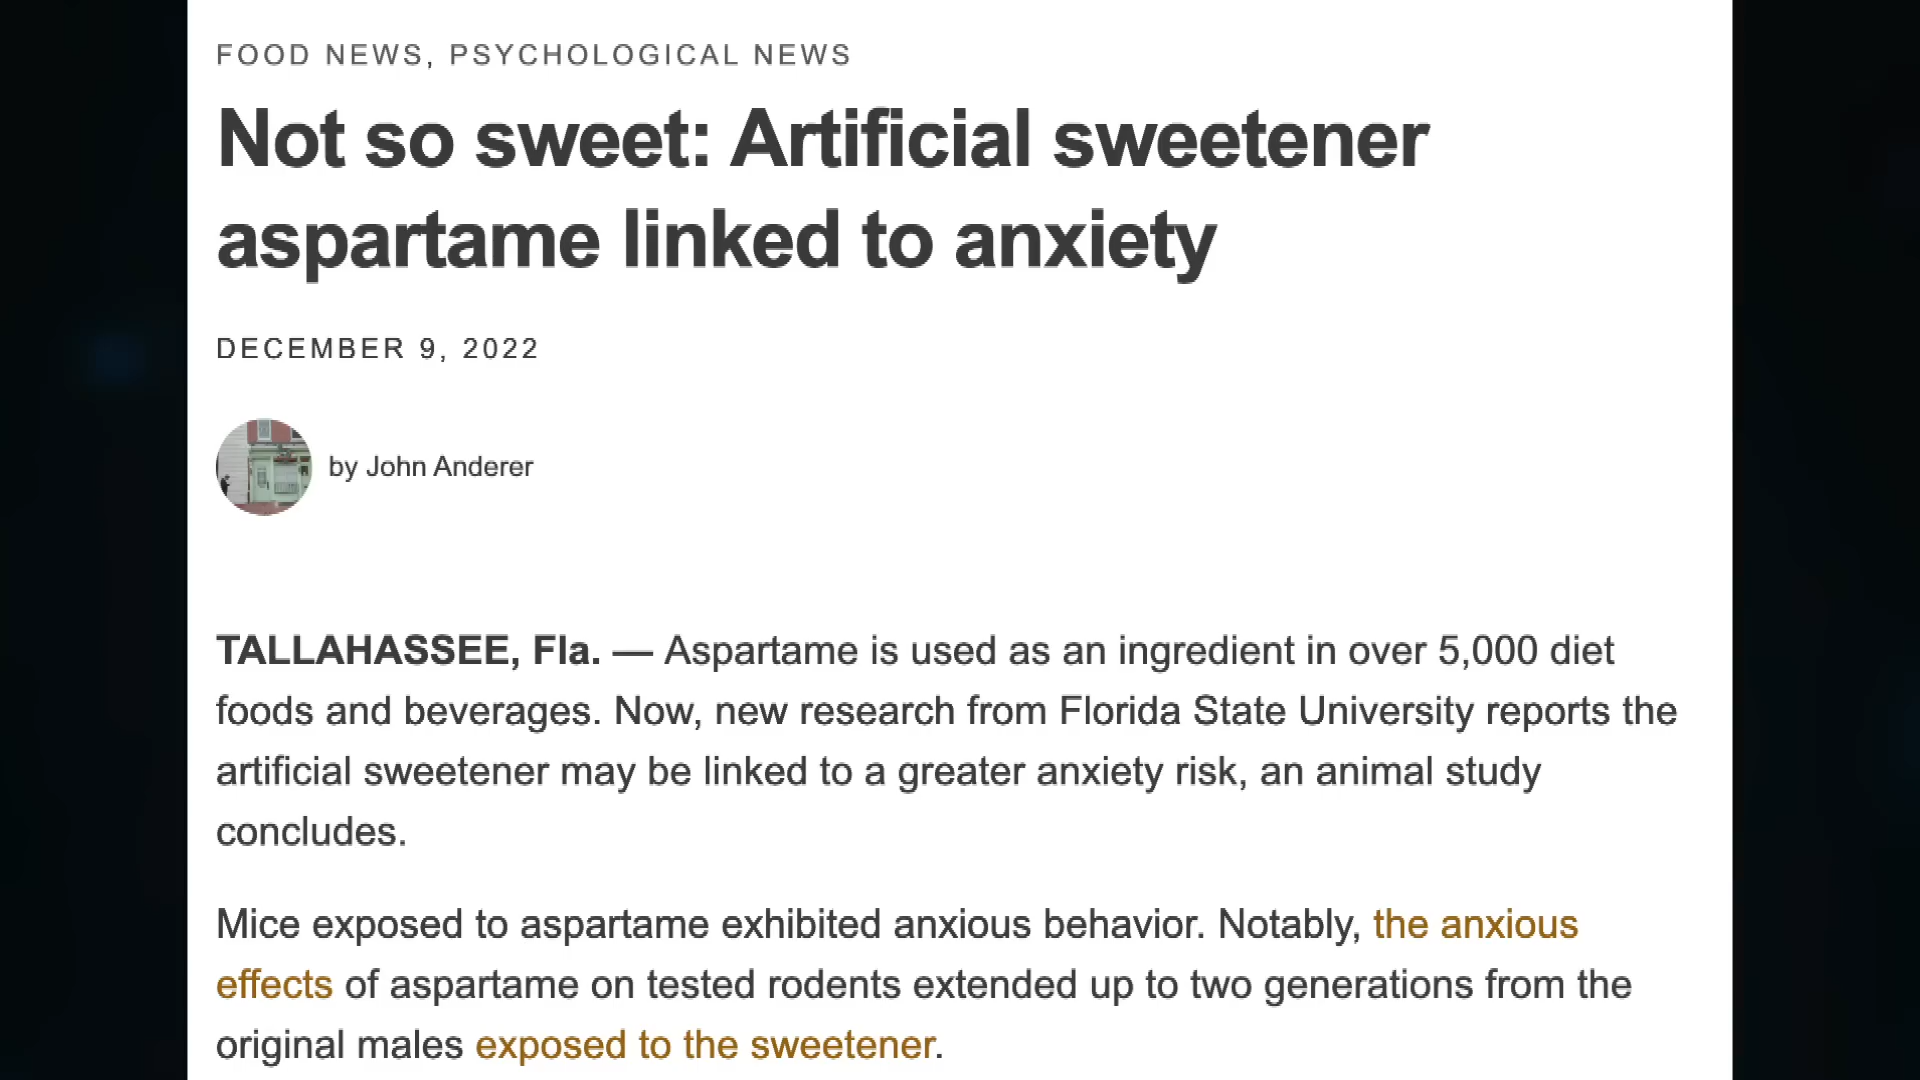 FOOD NEWS, PSYCHOLOGICAL NEWS
Not so sweet: Artificial sweetener
aspartame linked to anxiety
DECEMBER 9, 2022
by John Anderer
TALLAHASSEE, Fla. — Aspartame is used as an ingredient in over 5,000 diet
foods and beverages. Now, new research from Florida State University reports the
artificial sweetener may be linked to a greater anxiety risk, an animal study
concludes.
Mice exposed to aspartame exhibited anxious behavior. Notably, the anxious
effects of aspartame on tested rodents extended up to two generations from the
original males exposed to the sweetener.